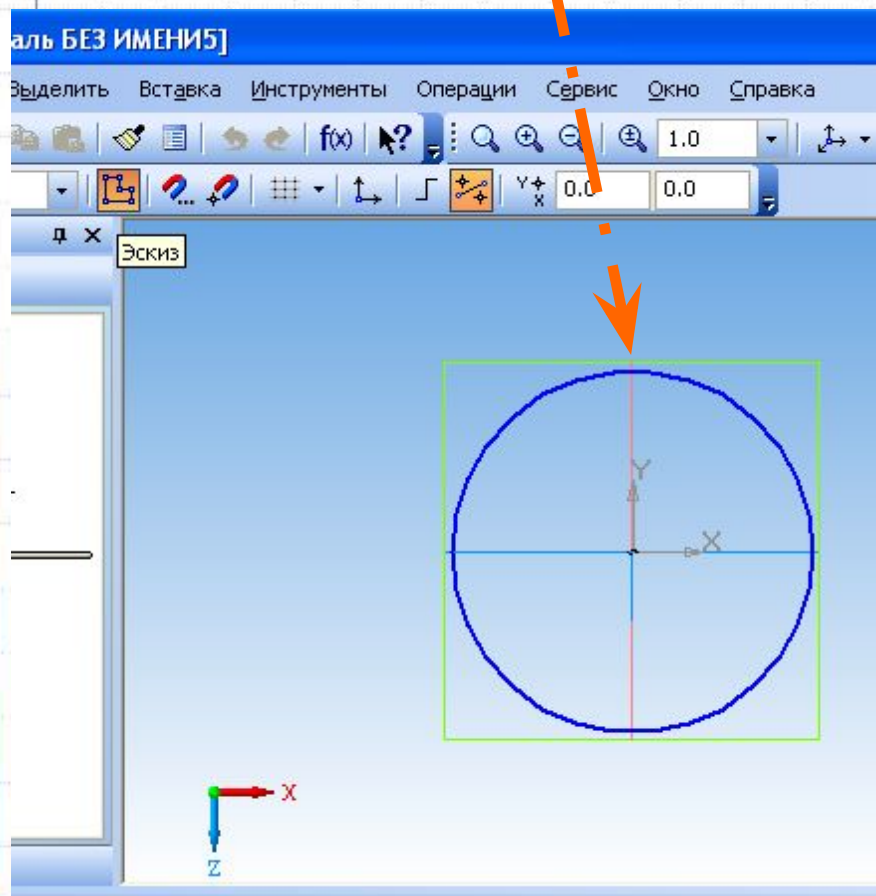 аль БЕЗ ИМЕНИ5]
Выделить Вставка Инструменты Операции Сервис Окно Справка
f(x) ? 1.0
Y X 0.0 0.0
Эскиз
Y
X
X
Z